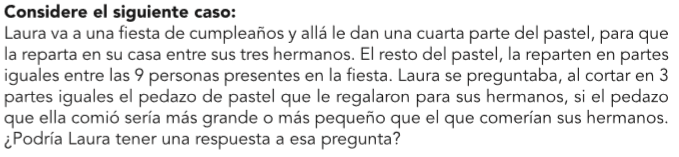 Considere el siguiente caso:
Laura va a una fiesta de cumpleaños y allá le dan una cuarta parte del pastel, para que
la reparta en su casa entre sus tres hermanos. El resto del pastel, la reparten en partes
iguales entre las 9 personas presentes en la fiesta. Laura se preguntaba, al cortar en 3
partes iguales el pedazo de pastel que le regalaron para sus hermanos, si el pedazo
que ella comió sería más grande o más pequeño que el que comerían sus hermanos.
¿Podría Laura tener una respuesta a esa pregunta?